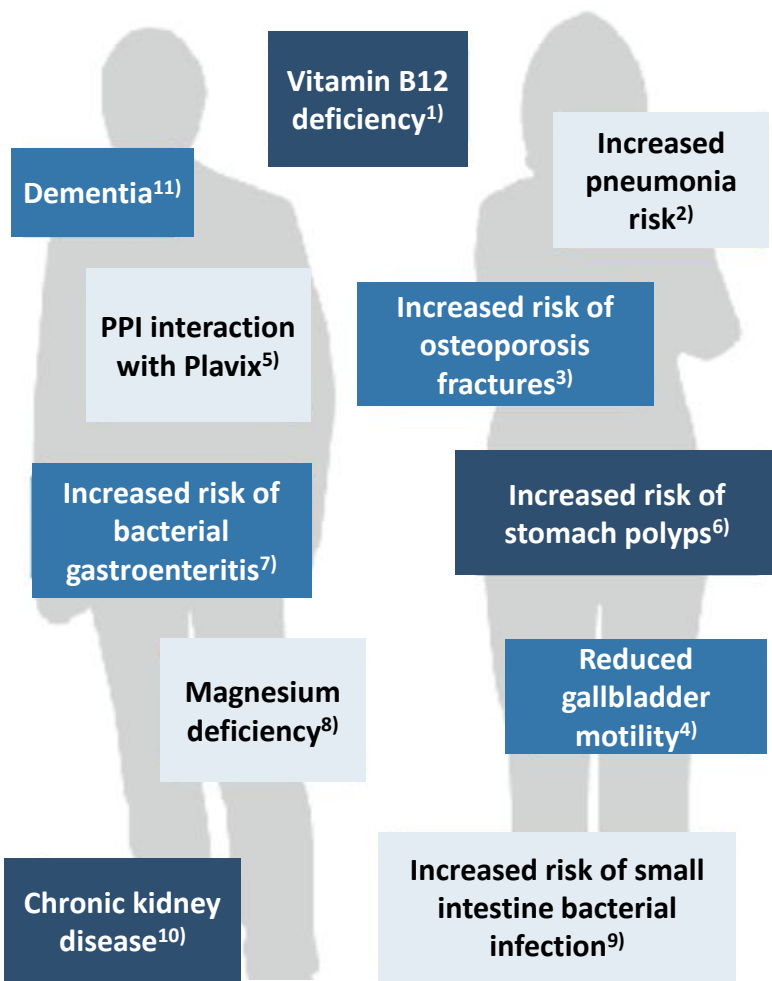 Vitamin B12
deficiency1)
Increased
pneumonia
risk2)
Dementia11)
PPI interaction
with Plavix5)
Increased risk of
osteoporosis
fractures3)
Increased risk of
bacterial
gastroenteritis7)
Increased risk of
stomach polyps6)
Magnesium
deficiency8)
Reduced
gallbladder
motility4)
Chronic kidney
disease10)
Increased risk of small
intestine bacterial
infection9)